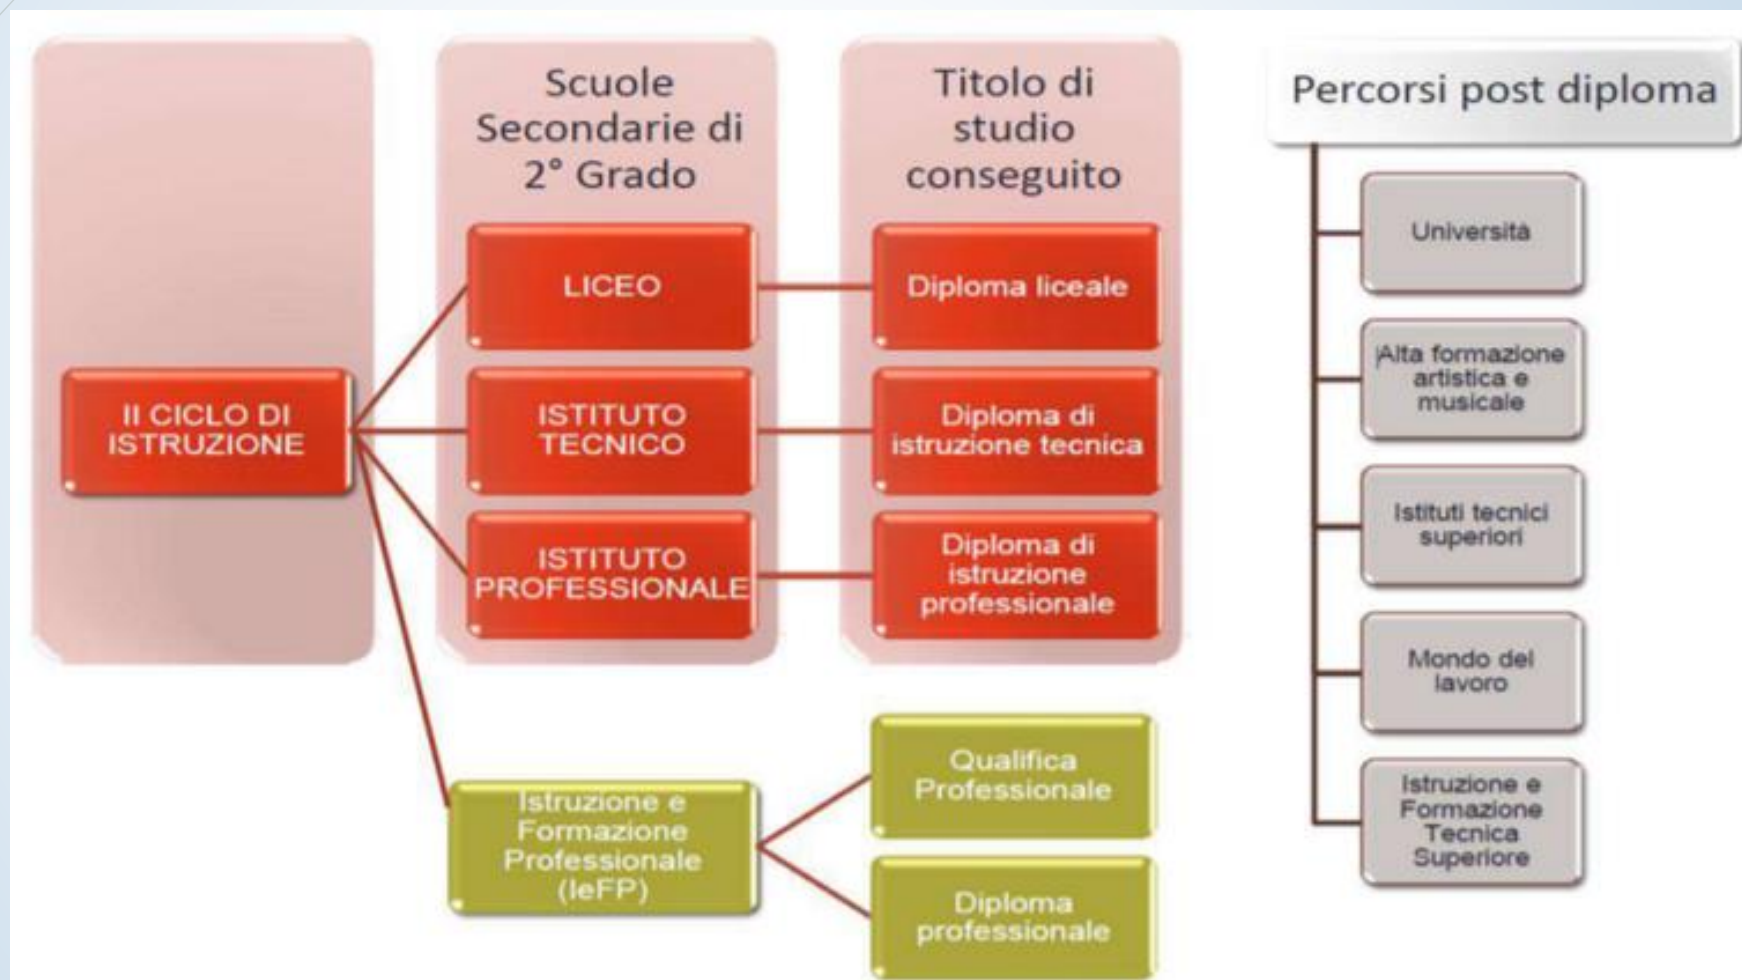 Scuole
Secondarie di
2° Grado
Titolo di
studio
conseguito
Percorsi post diploma
II CICLO DI
ISTRUZIONE
LICEO
ISTITUTO
TECNICO
ISTITUTO
PROFESSIONALE
Istruzione e
Formazione
Professionale
(IeFP)
Diploma liceale
Diploma di
istruzione tecnica
Diploma di
istruzione
professionale
Qualifica
Professionale
Diploma
professionale
Università
Alta formazione
artistica e
musicale
Istituti tecnici
superiori
Mondo del
lavoro
Istruzione e
Formazione
Tecnica
Superiore